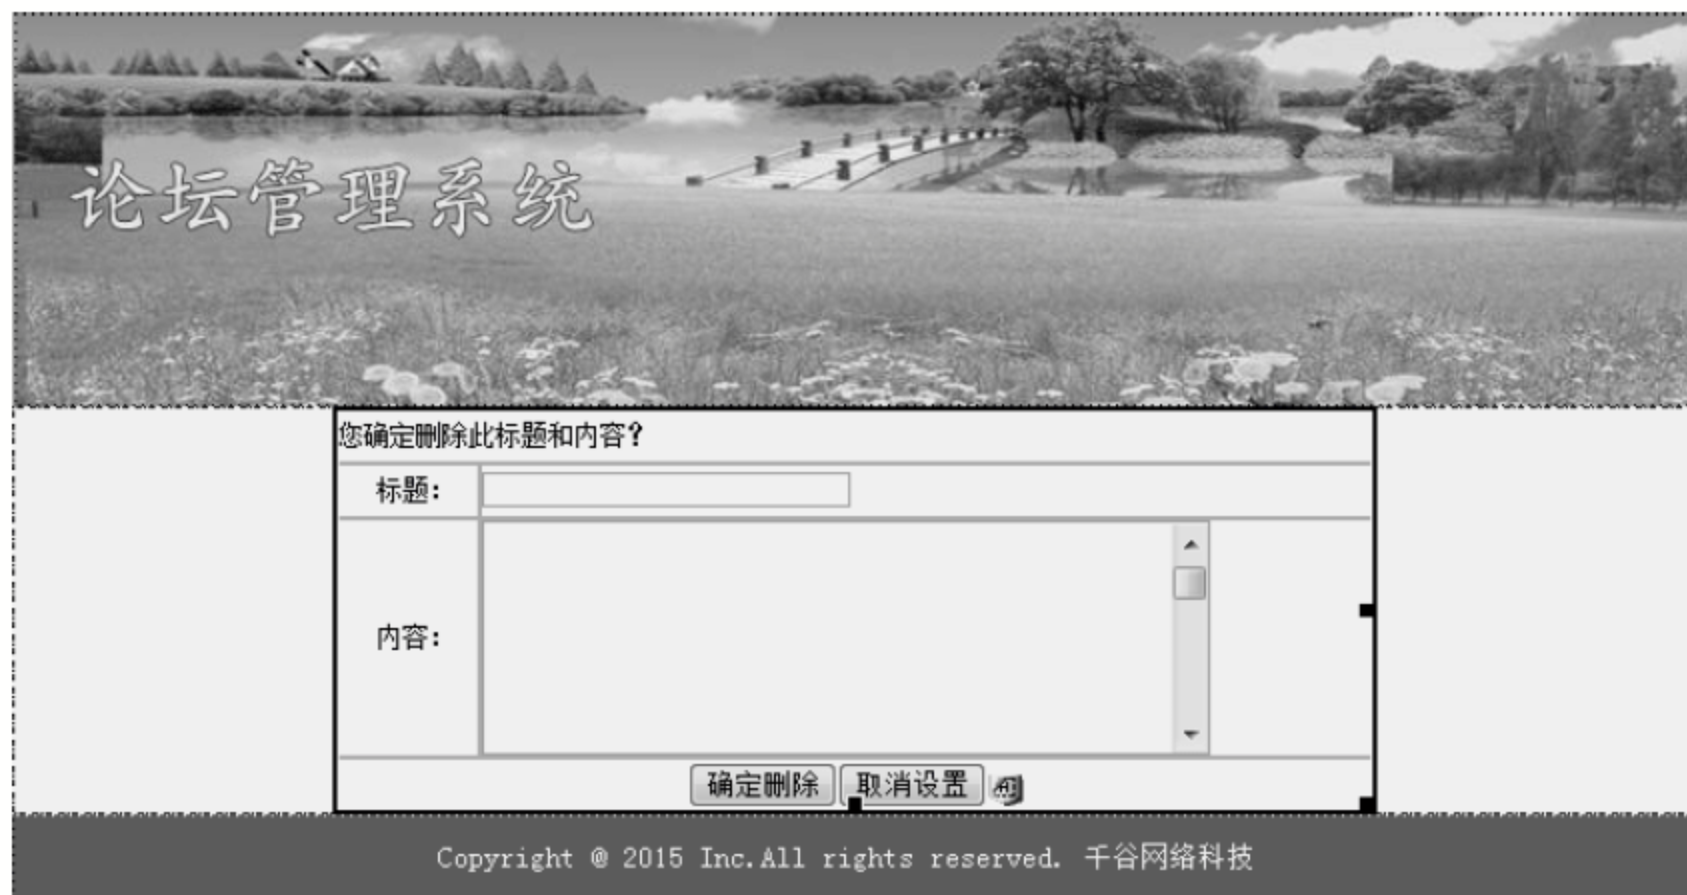 论坛管理系统
您确定删除此标题和内容?
标题:
内容:
确定删除 取消设置
Copyright @ 2015 Inc.All rights reserved. 千谷网络科技